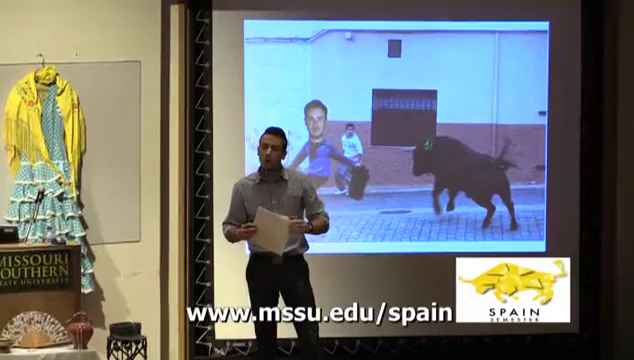 MISSOURI
SOUTHERN
STATE UNIVERSITY
www.mssu.edu/spain
SPAIN
SEMESTER